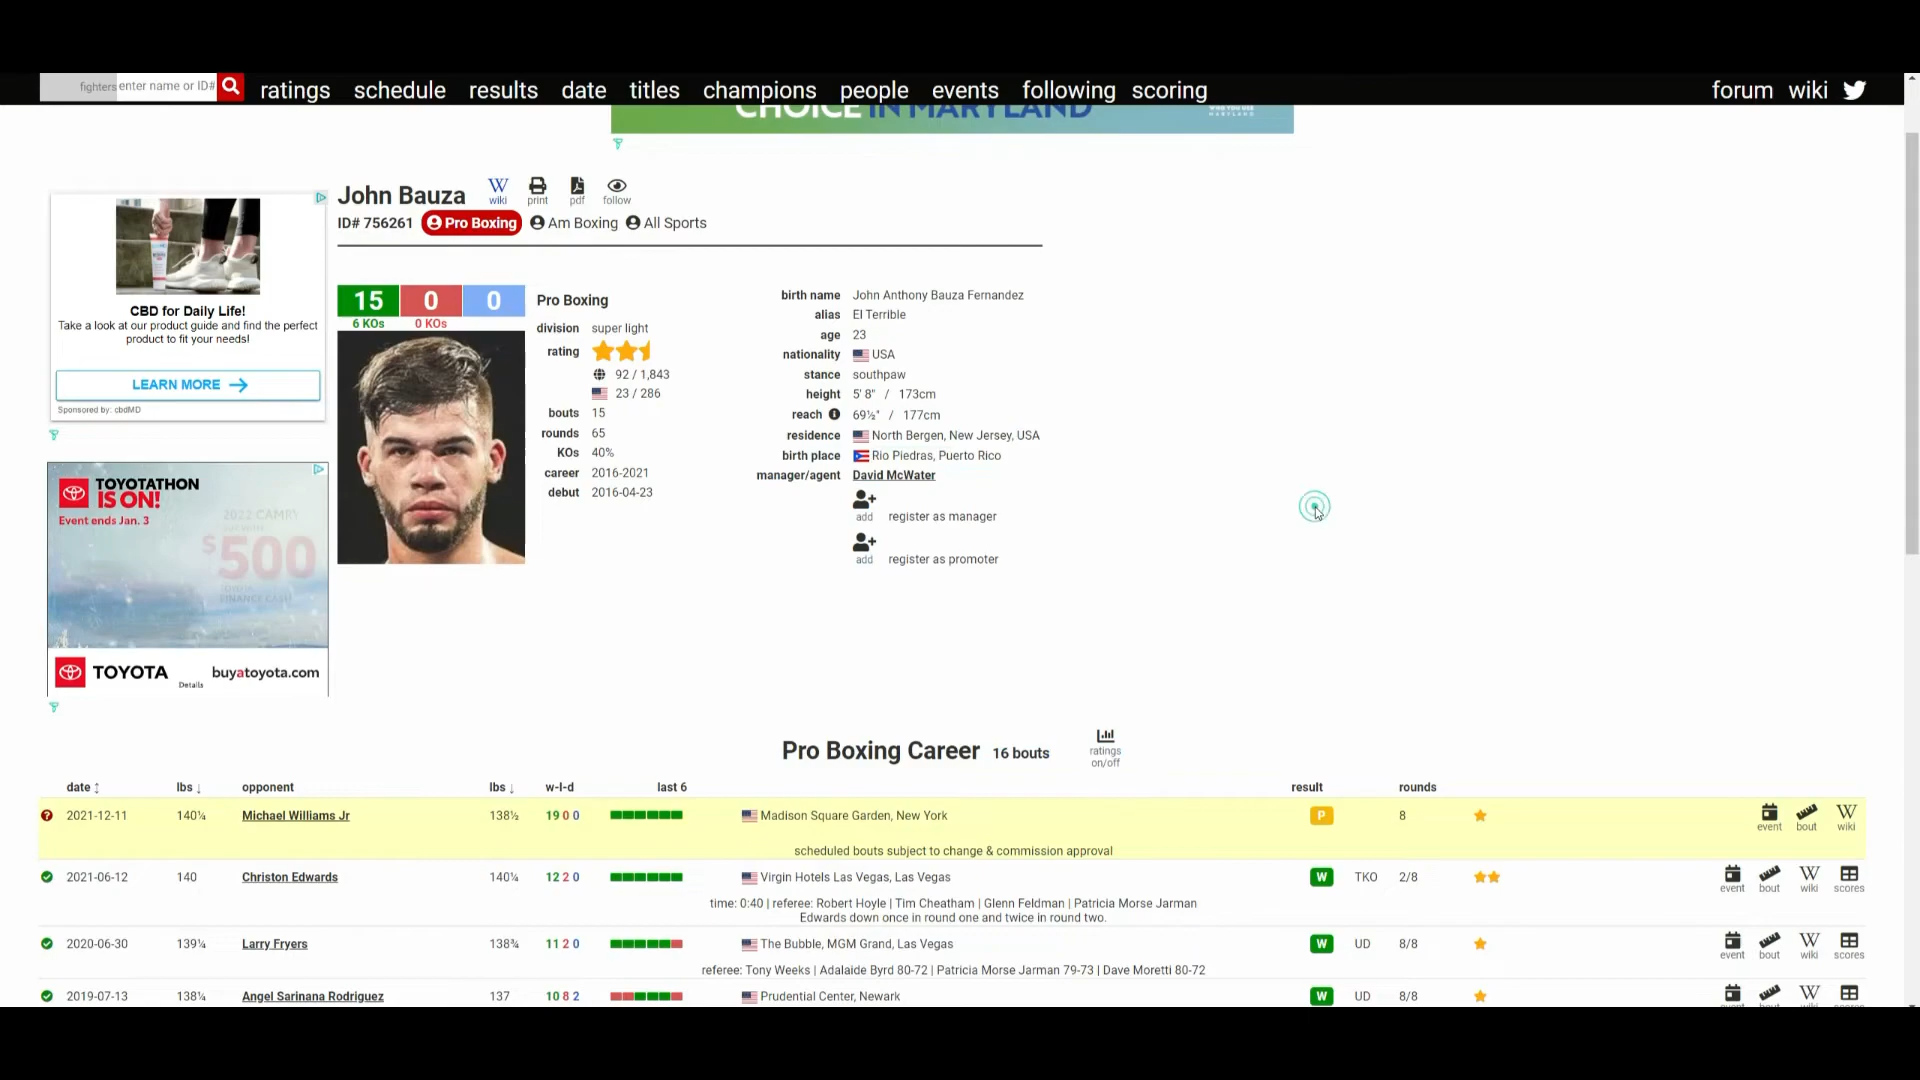 fighters enter name or ID# ratings schedule results date titles champions people events following scoring forum wiki
CHOICE IN MARYLAND
John Bauza wiki print pdf follow
ID# 756261 Pro Boxing Am Boxing All Sports
CBD for Daily Life!
Take a look at our product guide and find the perfect
product to fit your needs!
LEARN MORE
Sponsored by: cbdMD
TOYOTATHON
IS ON!
Event ends Jan. 3
2022 CAMRY
$500
FINANCE CASH
TOYOTA Details buyatoyota.com
15 0 0
6 KOs 0 KOs
Pro Boxing
division super light
rating
92 / 1,843
23 / 286
bouts 15
rounds 65
KOs 40%
career 2016-2021
debut 2016-04-23
birth name John Anthony Bauza Fernandez
alias El Terrible
age 23
nationality USA
stance southpaw
height 5' 8" / 173cm
reach 69½" / 177cm
residence North Bergen, New Jersey, USA
birth place Rio Piedras, Puerto Rico
manager/agent David McWater
add register as manager
add register as promoter
Pro Boxing Career 16 bouts ratings on/off
date lbs opponent lbs w-l-d last 6 result rounds
2021-12-11 140¼ Michael Williams Jr 138½ 19 0 0 Madison Square Garden, New York P 8 event bout wiki
scheduled bouts subject to change & commission approval
2021-06-12 140 Christon Edwards 140¼ 12 2 0 Virgin Hotels Las Vegas, Las Vegas W TKO 2/8 event bout wiki scores
time: 0:40 | referee: Robert Hoyle | Tim Cheatham | Glenn Feldman | Patricia Morse Jarman
Edwards down once in round one and twice in round two.
2020-06-30 139¼ Larry Fryers 138¾ 11 2 0 The Bubble, MGM Grand, Las Vegas W UD 8/8 event bout wiki scores
referee: Tony Weeks | Adalaide Byrd 80-72 | Patricia Morse Jarman 79-73 | Dave Moretti 80-72
2019-07-13 138¼ Angel Sarinana Rodriguez 137 10 8 2 Prudential Center, Newark W UD 8/8